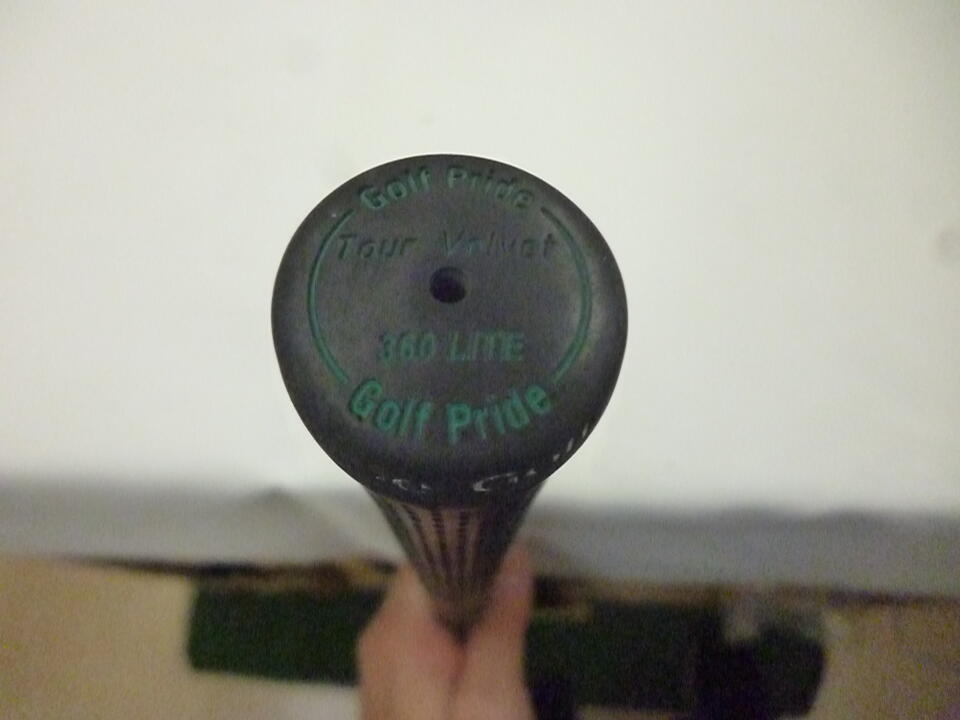 Golf Pride
Tour Velvet
360 LITE
Golf Pride